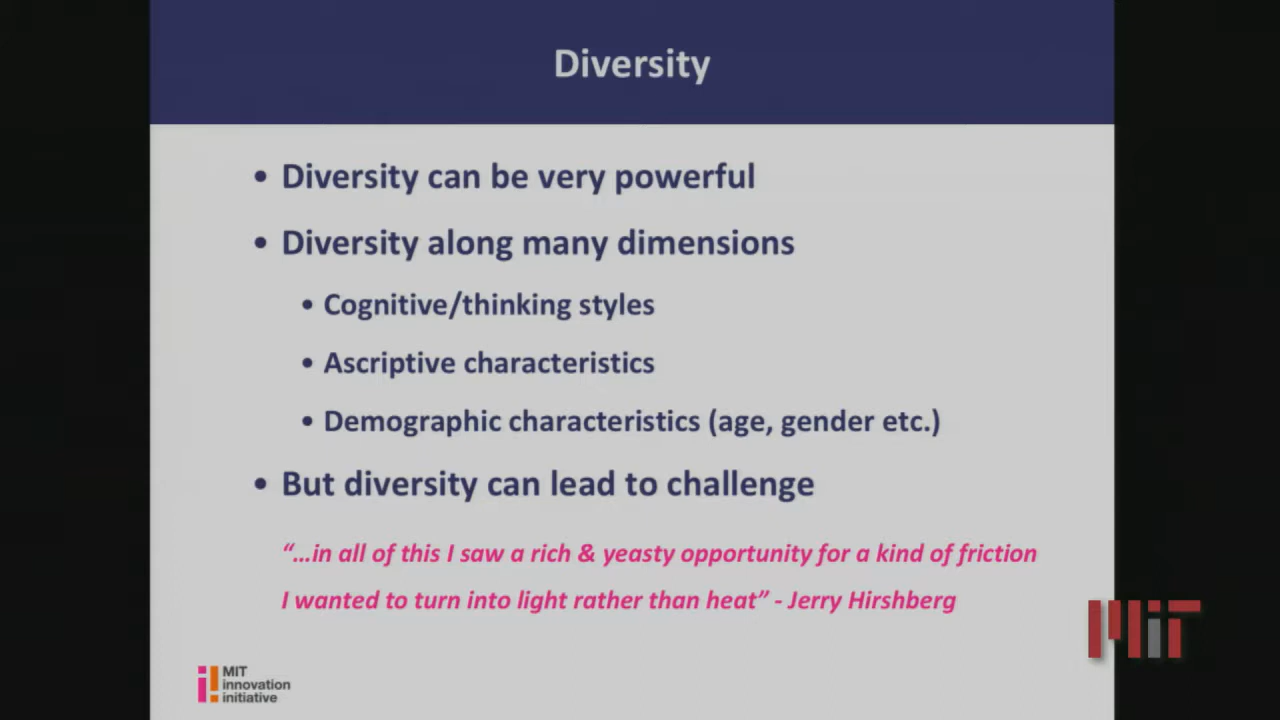 Diversity
• Diversity can be very powerful
• Diversity along many dimensions
• Cognitive/thinking styles
• Ascriptive characteristics
• Demographic characteristics (age, gender etc.)
• But diversity can lead to challenge
“…in all of this I saw a rich & yeasty opportunity for a kind of friction
I wanted to turn into light rather than heat” - Jerry Hirshberg
MIT
innovation
initiative
MIT